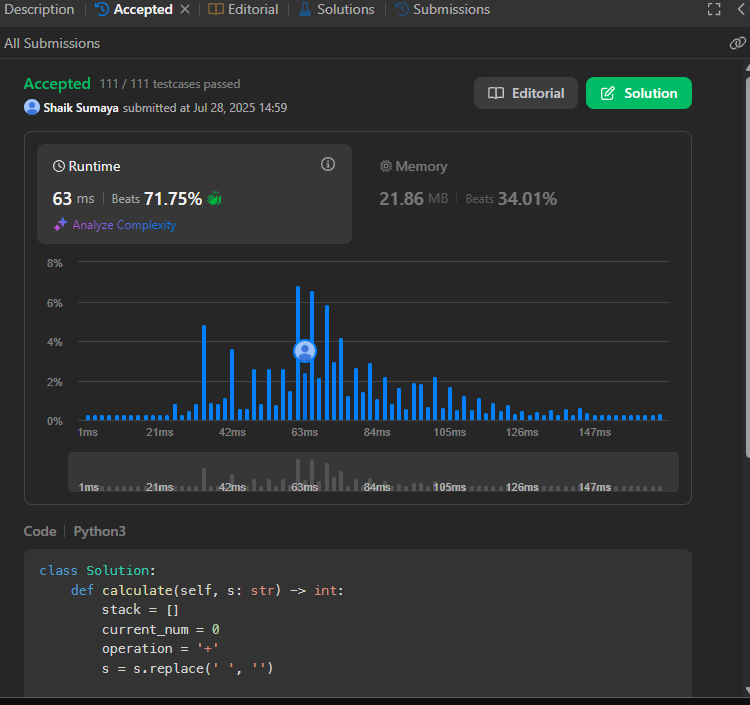 Description Accepted Editorial Solutions Submissions
All Submissions
Accepted 111 / 111 testcases passed
Shaik Sumaya submitted at Jul 28, 2025 14:59
Editorial
Solution
Runtime
63 ms Beats 71.75%
Analyze Complexity
Memory
21.86 MB Beats 34.01%
8%
6%
4%
2%
0%
1ms 21ms 42ms 63ms 84ms 105ms 126ms 147ms
1ms 21ms 42ms 63ms 84ms 105ms 126ms 147ms
Code Python3
class Solution:
    def calculate(self, s: str) -> int:
        stack = []
        current_num = 0
        operation = '+'
        s = s.replace(' ', '')